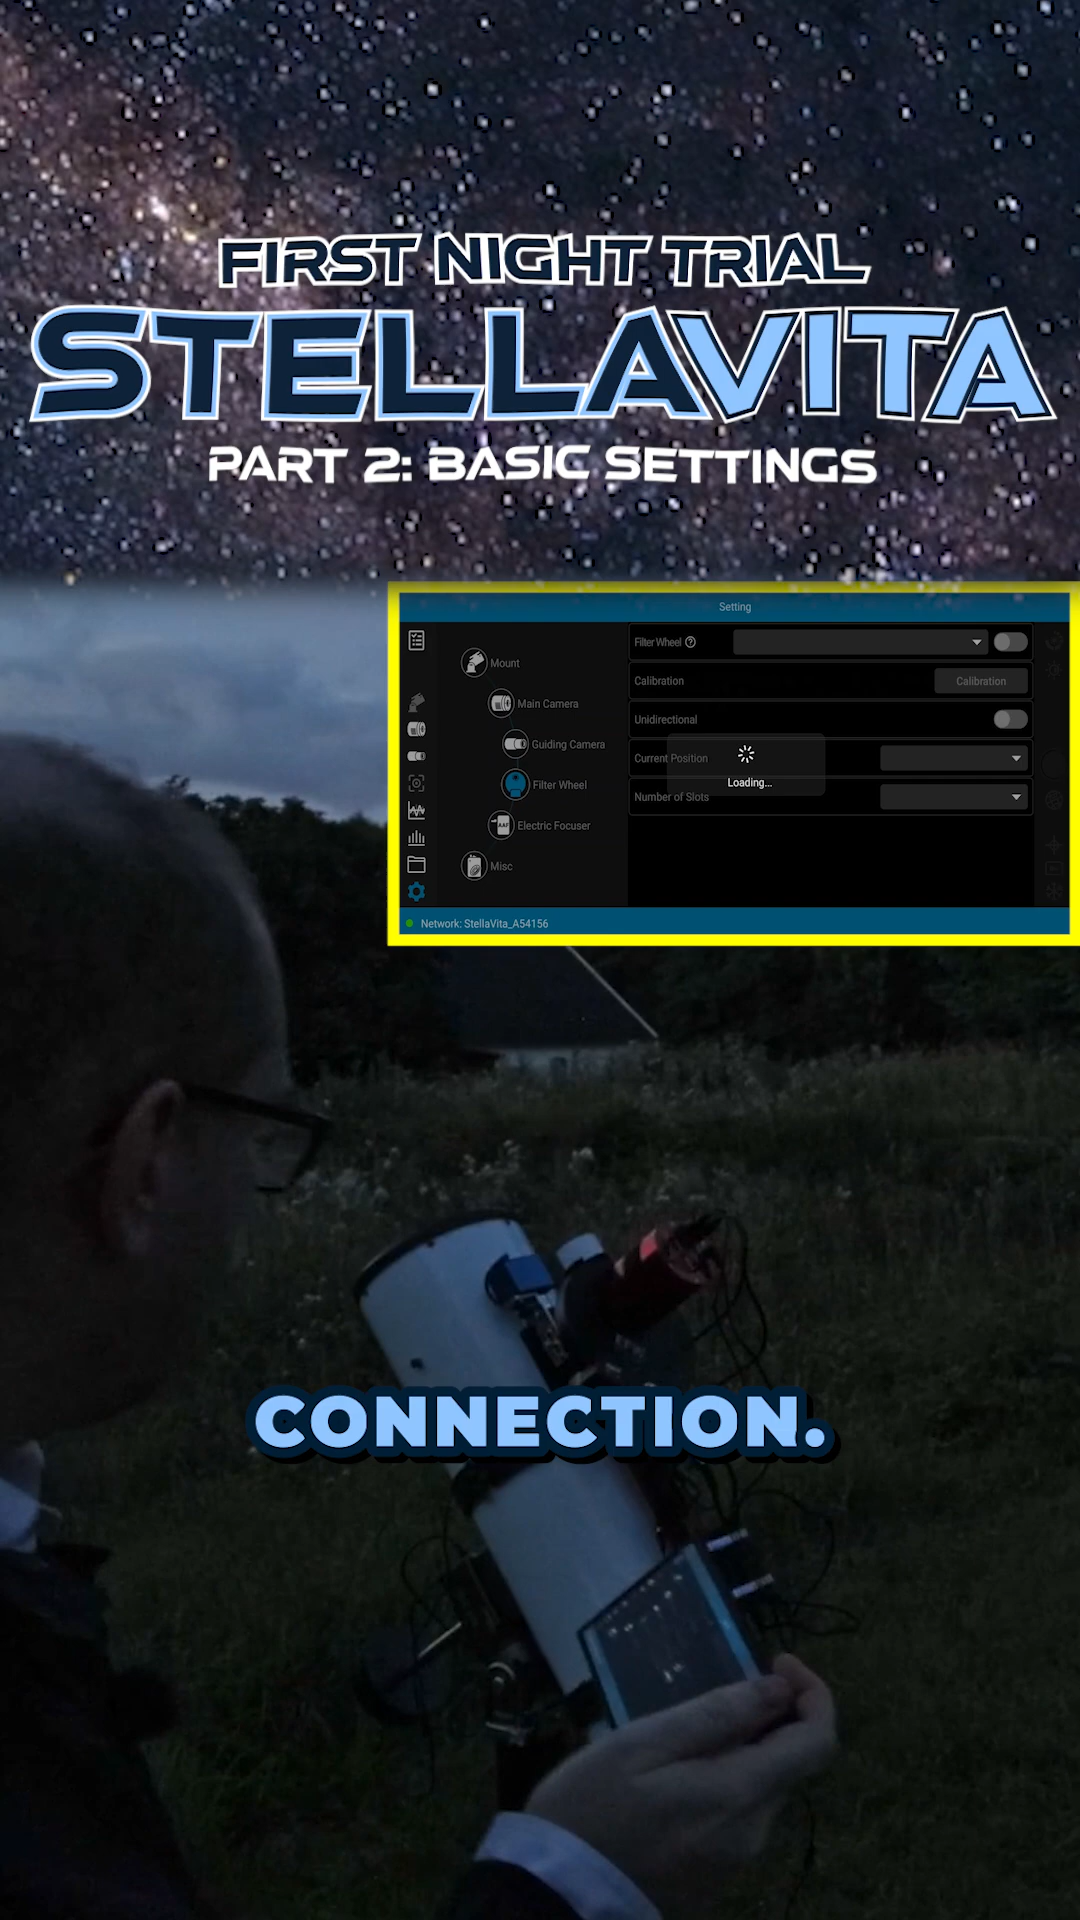 FIRST NIGHT TRIAL
STELLAVITA
PART 2: BASIC SETTINGS
Setting
Mount
Main Camera
Guiding Camera
Filter Wheel
Electric Focuser
Misc
Filter Wheel ?
Calibration
Calibration
Unidirectional
Current Position
Loading...
Number of Slots
Network: StellaVita_A54156
CONNECTION.